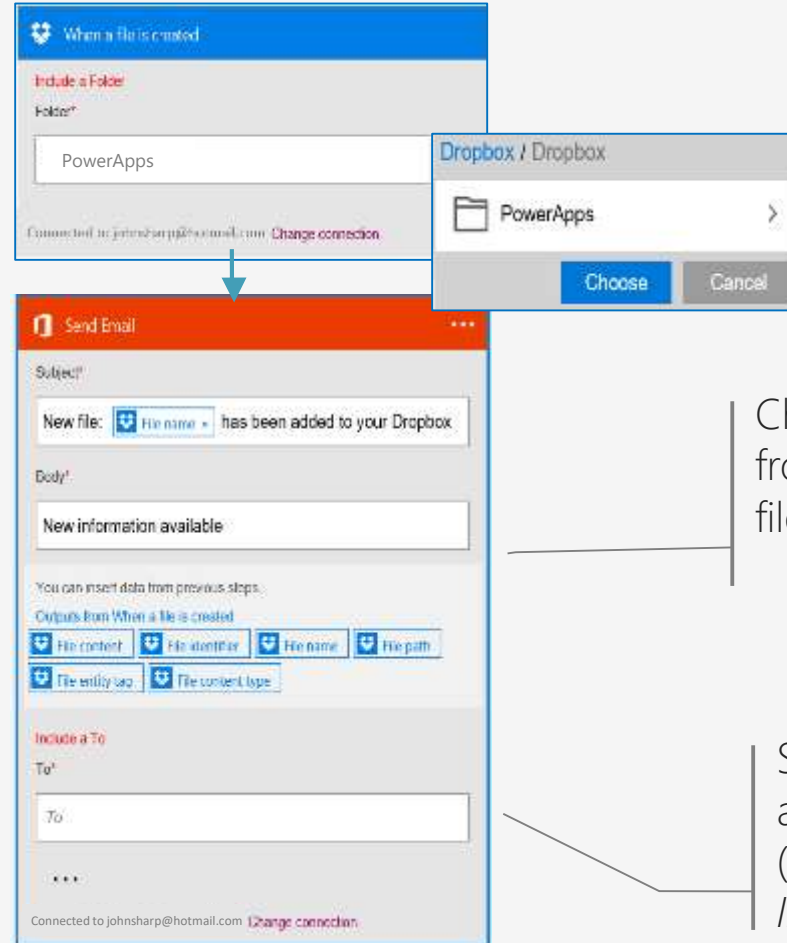 When a file is created
Include a Folder
Folder*
PowerApps
Connected to johnsharp@hotmail.com Change connection
Dropbox / Dropbox
PowerApps
Choose Cancel
Send Email
Subject*
New file: File name has been added to your Dropbox
Body*
New information available
You can insert data from previous steps.
Outputs from When a file is created
File content File identifier File name File path
File entity tag File content type
Include a To
To*
To
...
Connected to johnsharp@hotmail.com Change connection